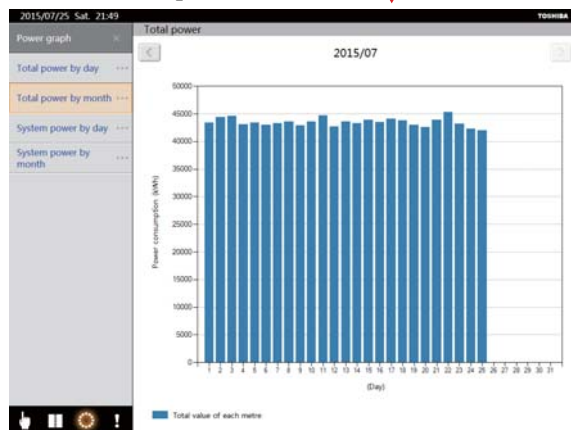 2015/07/25 Sat. 21:49
TOSHIBA
Power graph
×
Total power by day
Total power by month
System power by day
System power by
month
Total power
<
2015/07
>
Power consumption (kWh)
50000
45000
40000
35000
30000
25000
20000
15000
10000
5000
0
1 2 3 4 5 6 7 8 9 10 11 12 13 14 15 16 17 18 19 20 21 22 23 24 25 26 27 28 29 30 31
(Day)
Total value of each metre
!